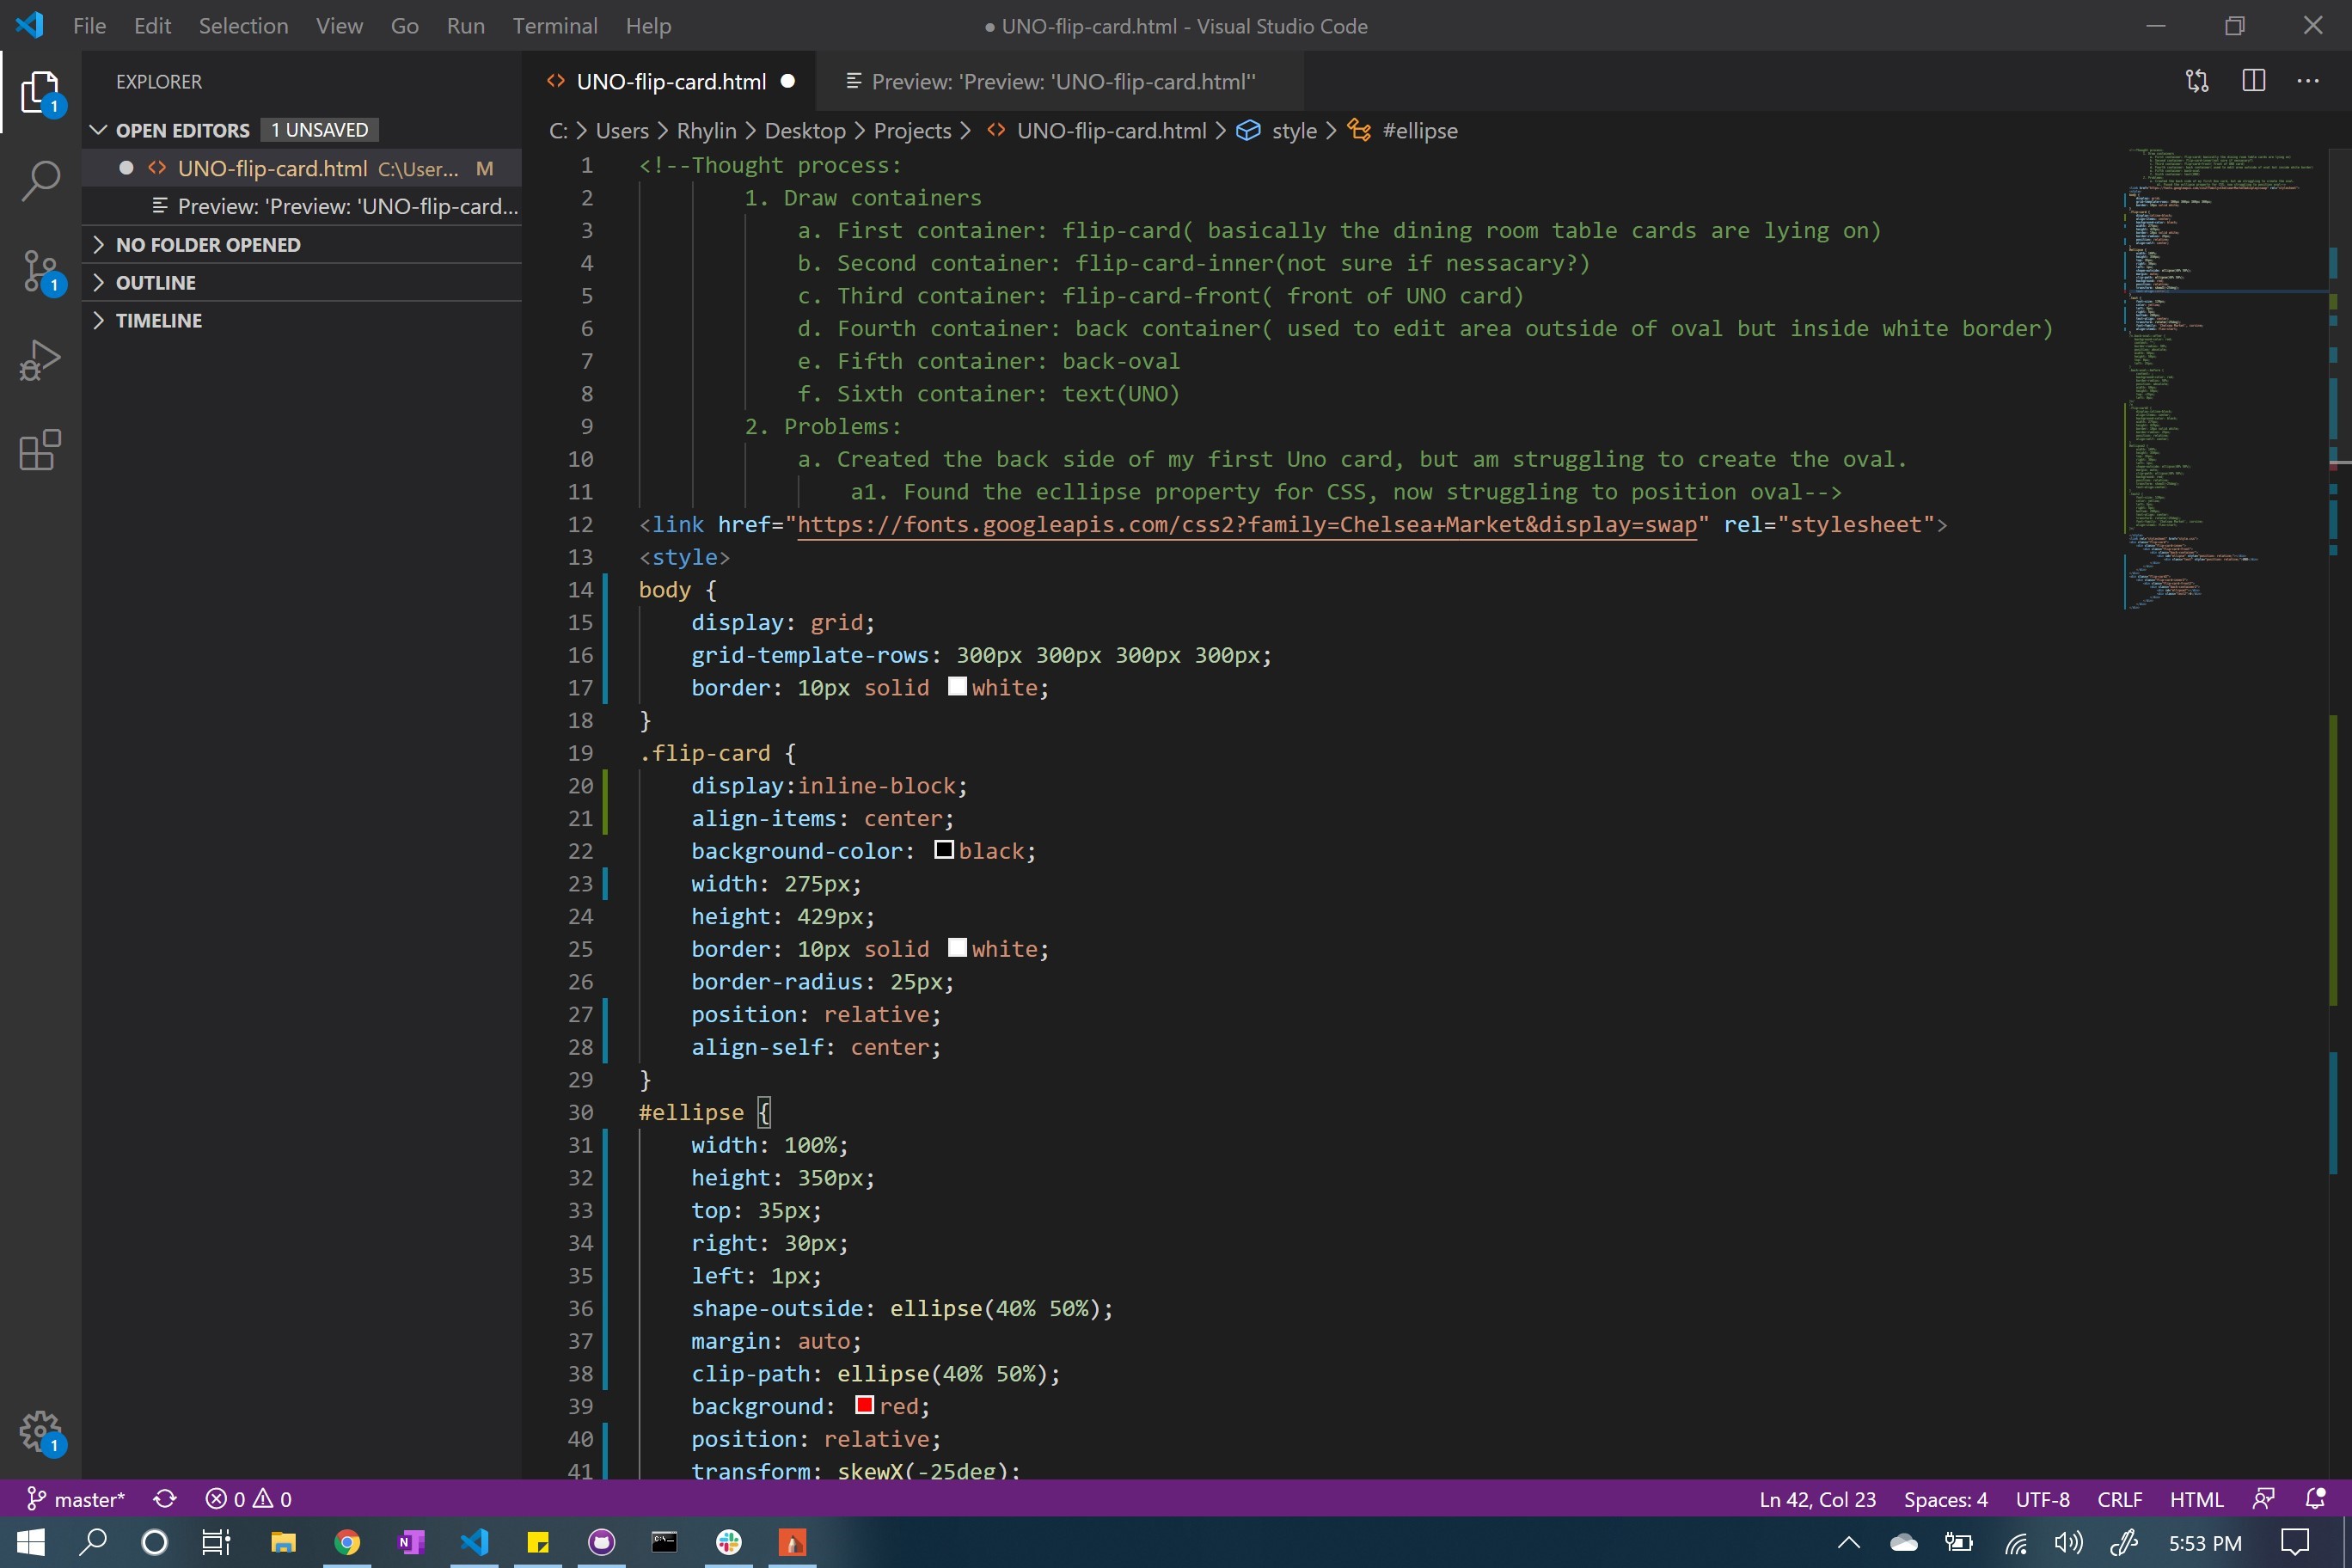 File Edit Selection View Go Run Terminal Help
● UNO-flip-card.html - Visual Studio Code
EXPLORER
OPEN EDITORS 1 UNSAVED
UNO-flip-card.html C:\User... M
Preview: 'Preview: 'UNO-flip-card...
NO FOLDER OPENED
OUTLINE
TIMELINE
1
1
1
UNO-flip-card.html
Preview: 'Preview: 'UNO-flip-card.html''
C: > Users > Rhylin > Desktop > Projects > UNO-flip-card.html > style > #ellipse
1 <!--Thought process:
2 1. Draw containers
3 a. First container: flip-card( basically the dining room table cards are lying on)
4 b. Second container: flip-card-inner(not sure if nessacary?)
5 c. Third container: flip-card-front( front of UNO card)
6 d. Fourth container: back container( used to edit area outside of oval but inside white border)
7 e. Fifth container: back-oval
8 f. Sixth container: text(UNO)
9 2. Problems:
10 a. Created the back side of my first Uno card, but am struggling to create the oval.
11 a1. Found the ecllipse property for CSS, now struggling to position oval-->
12 <link href="https://fonts.googleapis.com/css2?family=Chelsea+Market&display=swap" rel="stylesheet">
13 <style>
14 body {
15 display: grid;
16 grid-template-rows: 300px 300px 300px 300px;
17 border: 10px solid white;
18 }
19 .flip-card {
20 display:inline-block;
21 align-items: center;
22 background-color: black;
23 width: 275px;
24 height: 429px;
25 border: 10px solid white;
26 border-radius: 25px;
27 position: relative;
28 align-self: center;
29 }
30 #ellipse {
31 width: 100%;
32 height: 350px;
33 top: 35px;
34 right: 30px;
35 left: 1px;
36 shape-outside: ellipse(40% 50%);
37 margin: auto;
38 clip-path: ellipse(40% 50%);
39 background: red;
40 position: relative;
41 transform: skewX(-25deg);
master* 0 0
Ln 42, Col 23 Spaces: 4 UTF-8 CRLF HTML
5:53 PM